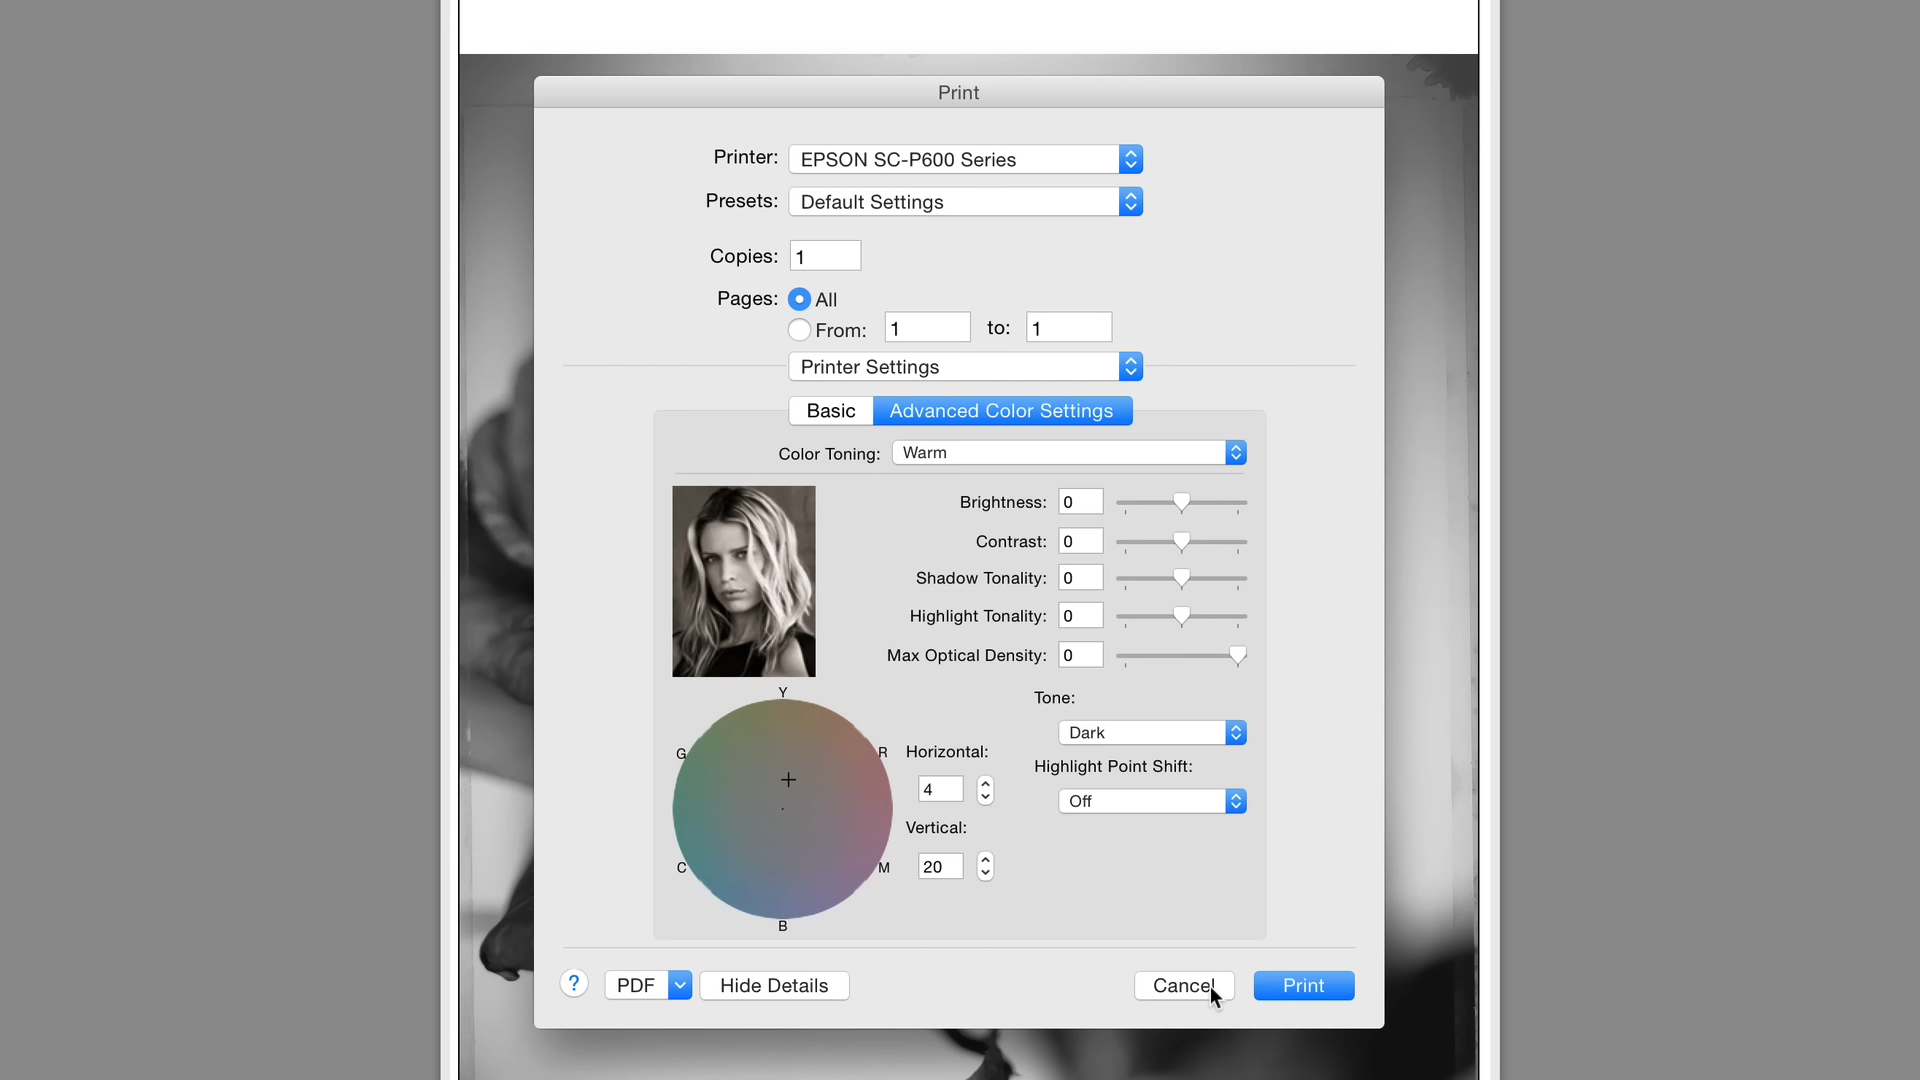 Print
Printer: EPSON SC-P600 Series
Presets: Default Settings
Copies: 1
Pages: All
From: 1 to: 1
Printer Settings
Basic Advanced Color Settings
Color Toning: Warm
Brightness: 0
Contrast: 0
Shadow Tonality: 0
Highlight Tonality: 0
Max Optical Density: 0
Y
G
R
C
M
B
Horizontal:
4
Vertical:
20
Tone:
Dark
Highlight Point Shift:
Off
? PDF Hide Details Cancel Print